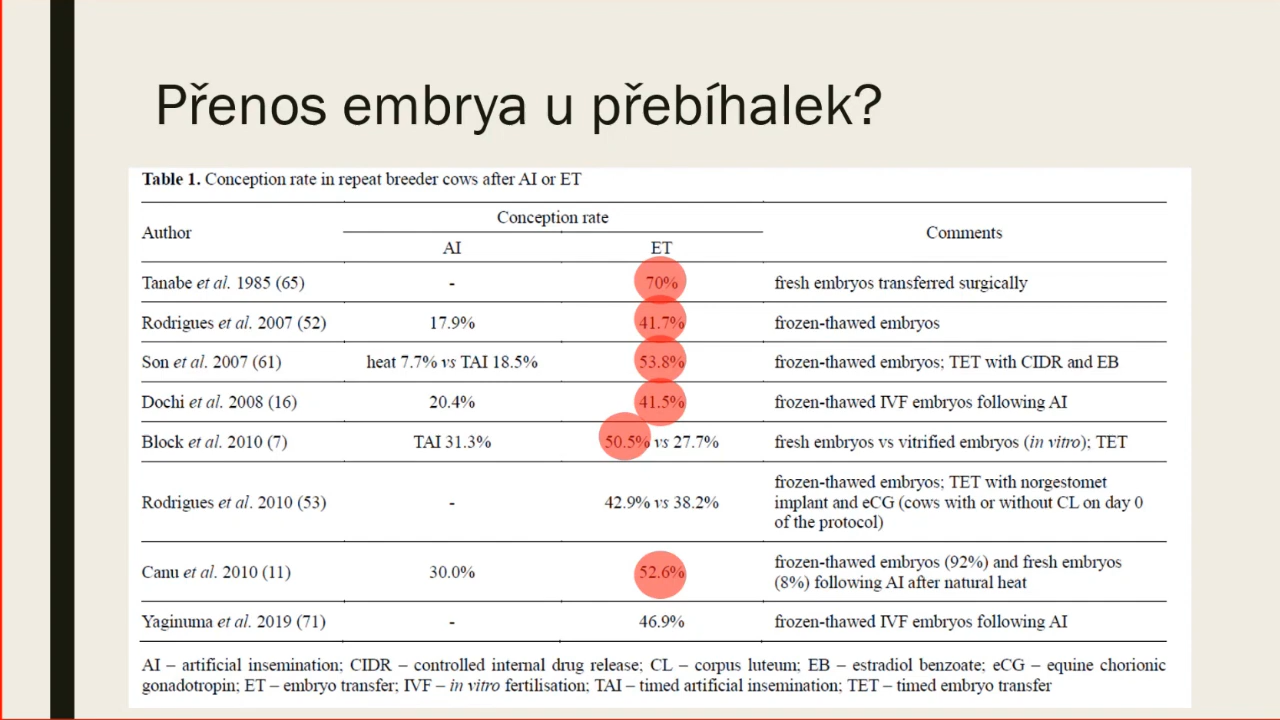 Přenos embrya u přebíhalek?
Table 1. Conception rate in repeat breeder cows after AI or ET
Author
Conception rate
Comments
AI
ET
Tanabe et al. 1985 (65) - 70% fresh embryos transferred surgically
Rodrigues et al. 2007 (52) 17.9% 41.7% frozen-thawed embryos
Son et al. 2007 (61) heat 7.7% vs TAI 18.5% 53.8% frozen-thawed embryos; TET with CIDR and EB
Dochi et al. 2008 (16) 20.4% 41.5% frozen-thawed IVF embryos following AI
Block et al. 2010 (7) TAI 31.3% 50.5% vs 27.7% fresh embryos vs vitrified embryos (in vitro); TET
Rodrigues et al. 2010 (53) - 42.9% vs 38.2% frozen-thawed embryos; TET with norgestomet
implant and eCG (cows with or without CL on day 0
of the protocol)
Canu et al. 2010 (11) 30.0% 52.6% frozen-thawed embryos (92%) and fresh embryos
(8%) following AI after natural heat
Yaginuma et al. 2019 (71) - 46.9% frozen-thawed IVF embryos following AI
AI – artificial insemination; CIDR – controlled internal drug release; CL – corpus luteum; EB – estradiol benzoate; eCG – equine chorionic
gonadotropin; ET – embryo transfer; IVF – in vitro fertilisation; TAI – timed artificial insemination; TET – timed embryo transfer